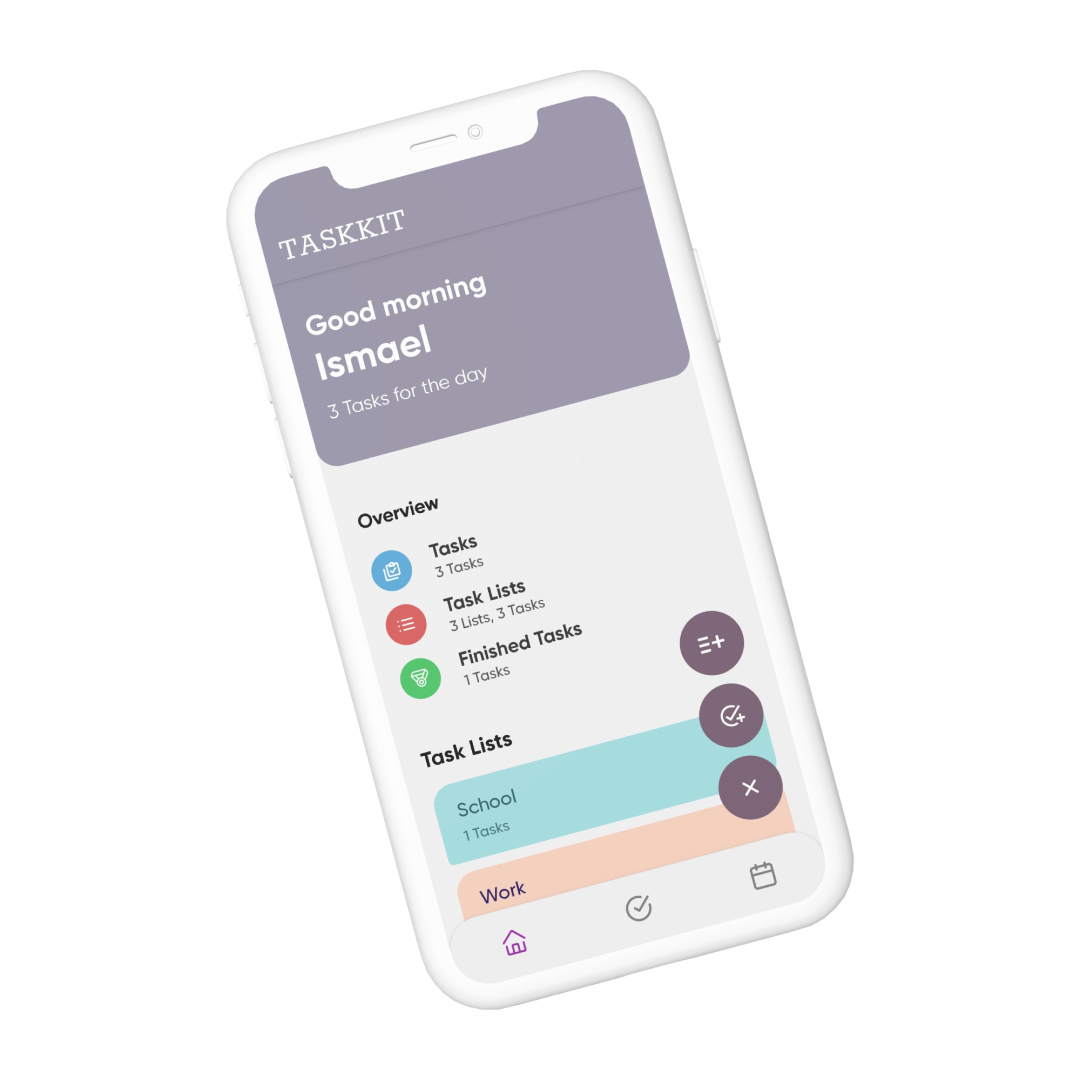 TASKKIT
Good morning
Ismael
3 Tasks for the day
Overview
Tasks
3 Tasks
Task Lists
3 Lists, 3 Tasks
Finished Tasks
1 Tasks
Task Lists
School
1 Tasks
Work